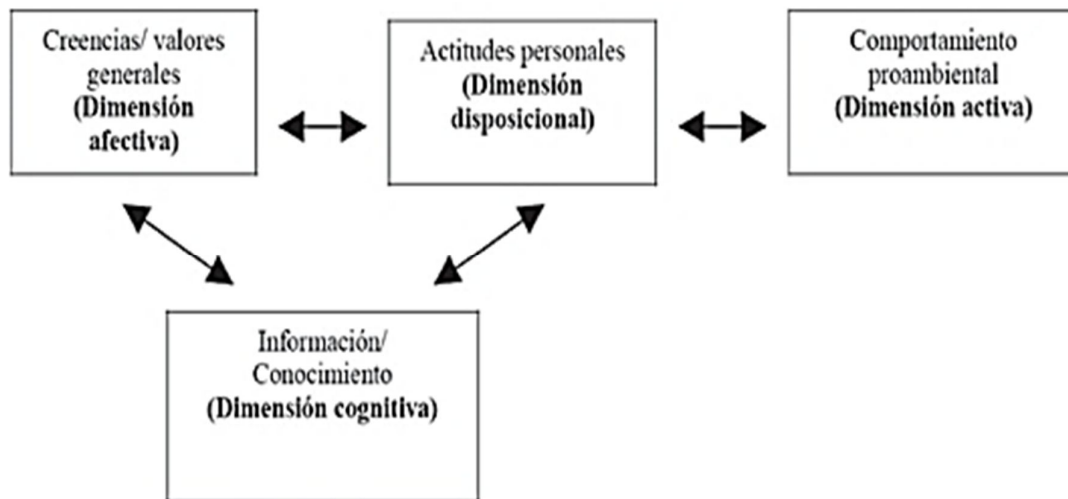 Creencias/ valores
generales
(Dimensión
afectiva)
Actitudes personales
(Dimensión
disposicional)
Comportamiento
proambiental
(Dimensión activa)
Información/
Conocimiento
(Dimensión cognitiva)